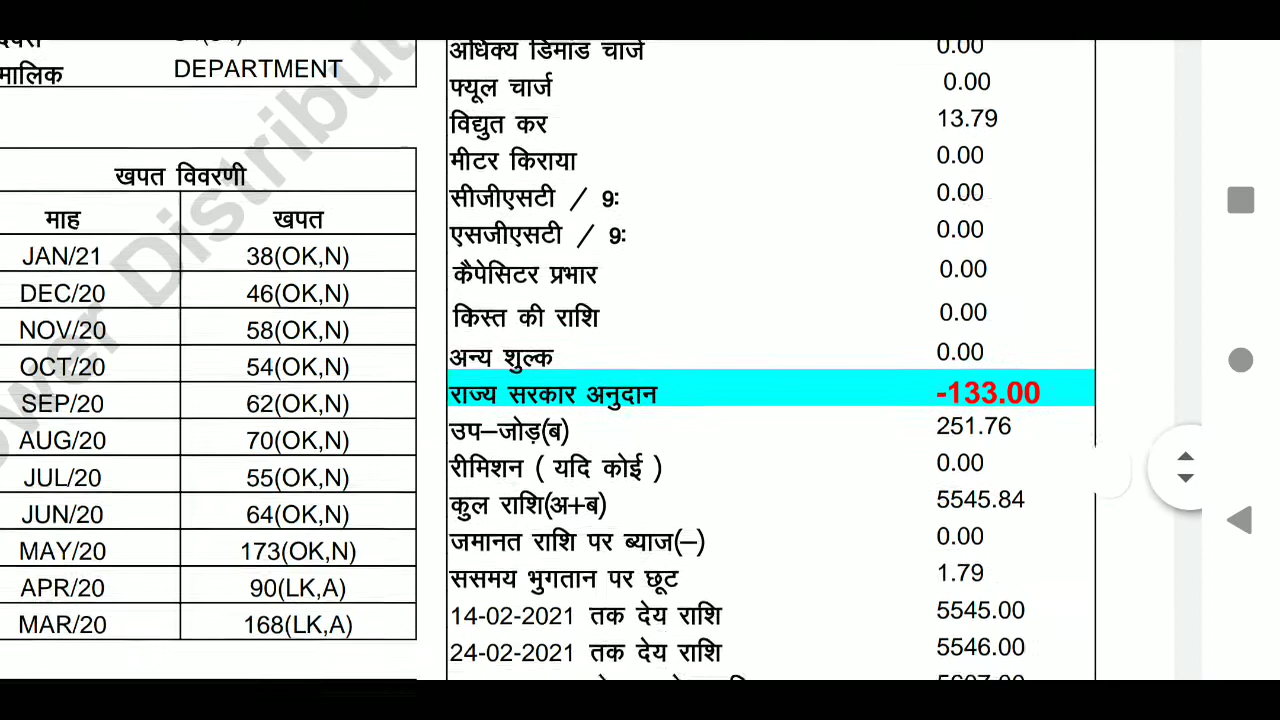 मालिक DEPARTMENT
खपत विवरणी
माह खपत
JAN/21 38(OK,N)
DEC/20 46(OK,N)
NOV/20 58(OK,N)
OCT/20 54(OK,N)
SEP/20 62(OK,N)
AUG/20 70(OK,N)
JUL/20 55(OK,N)
JUN/20 64(OK,N)
MAY/20 173(OK,N)
APR/20 90(LK,A)
MAR/20 168(LK,A)
अधिक्य डिमांड चार्ज 0.00
फ्यूल चार्ज 0.00
विद्युत कर 13.79
मीटर किराया 0.00
सीजीएसटी / 9:
0.00
एसजीएसटी / 9:
0.00
कैपेसिटर प्रभार 0.00
किस्त की राशि 0.00
अन्य शुल्क 0.00
राज्य सरकार अनुदान -133.00
उप–जोड़(ब) 251.76
रीमिशन ( यदि कोई ) 0.00
कुल राशि(अ+ब) 5545.84
जमानत राशि पर ब्याज(–) 0.00
ससमय भुगतान पर छूट 1.79
14-02-2021 तक देय राशि 5545.00
24-02-2021 तक देय राशि 5546.00
wer Distribut